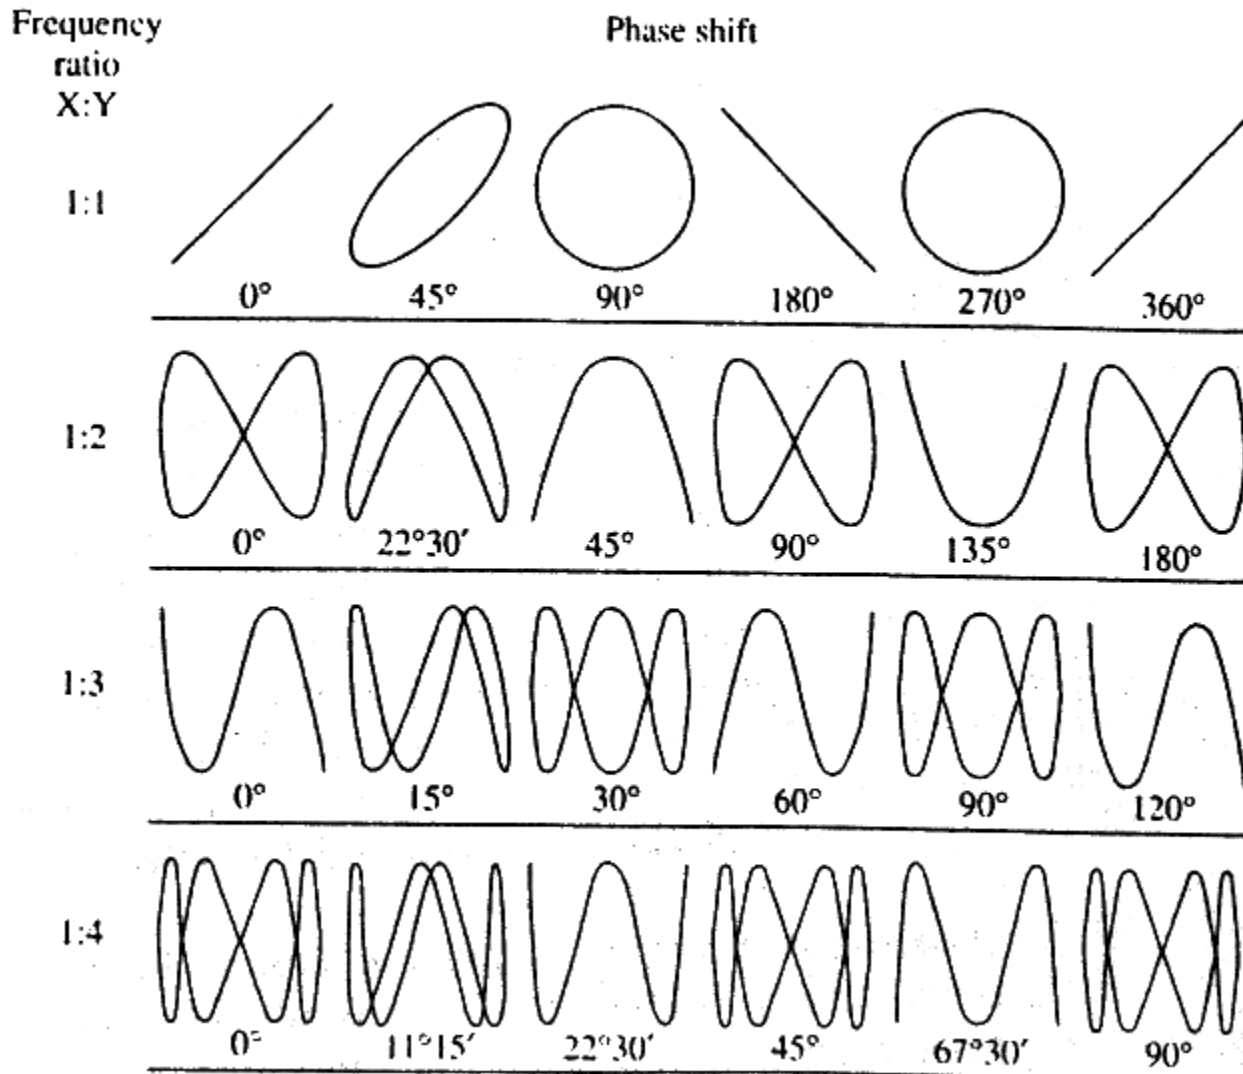 Frequency
ratio
X:Y
Phase shift
1:1
0° 45° 90° 180° 270° 360°
1:2
0° 22°30′ 45° 90° 135° 180°
1:3
0° 15° 30° 60° 90° 120°
1:4
0° 11°15′ 22°30′ 45° 67°30′ 90°